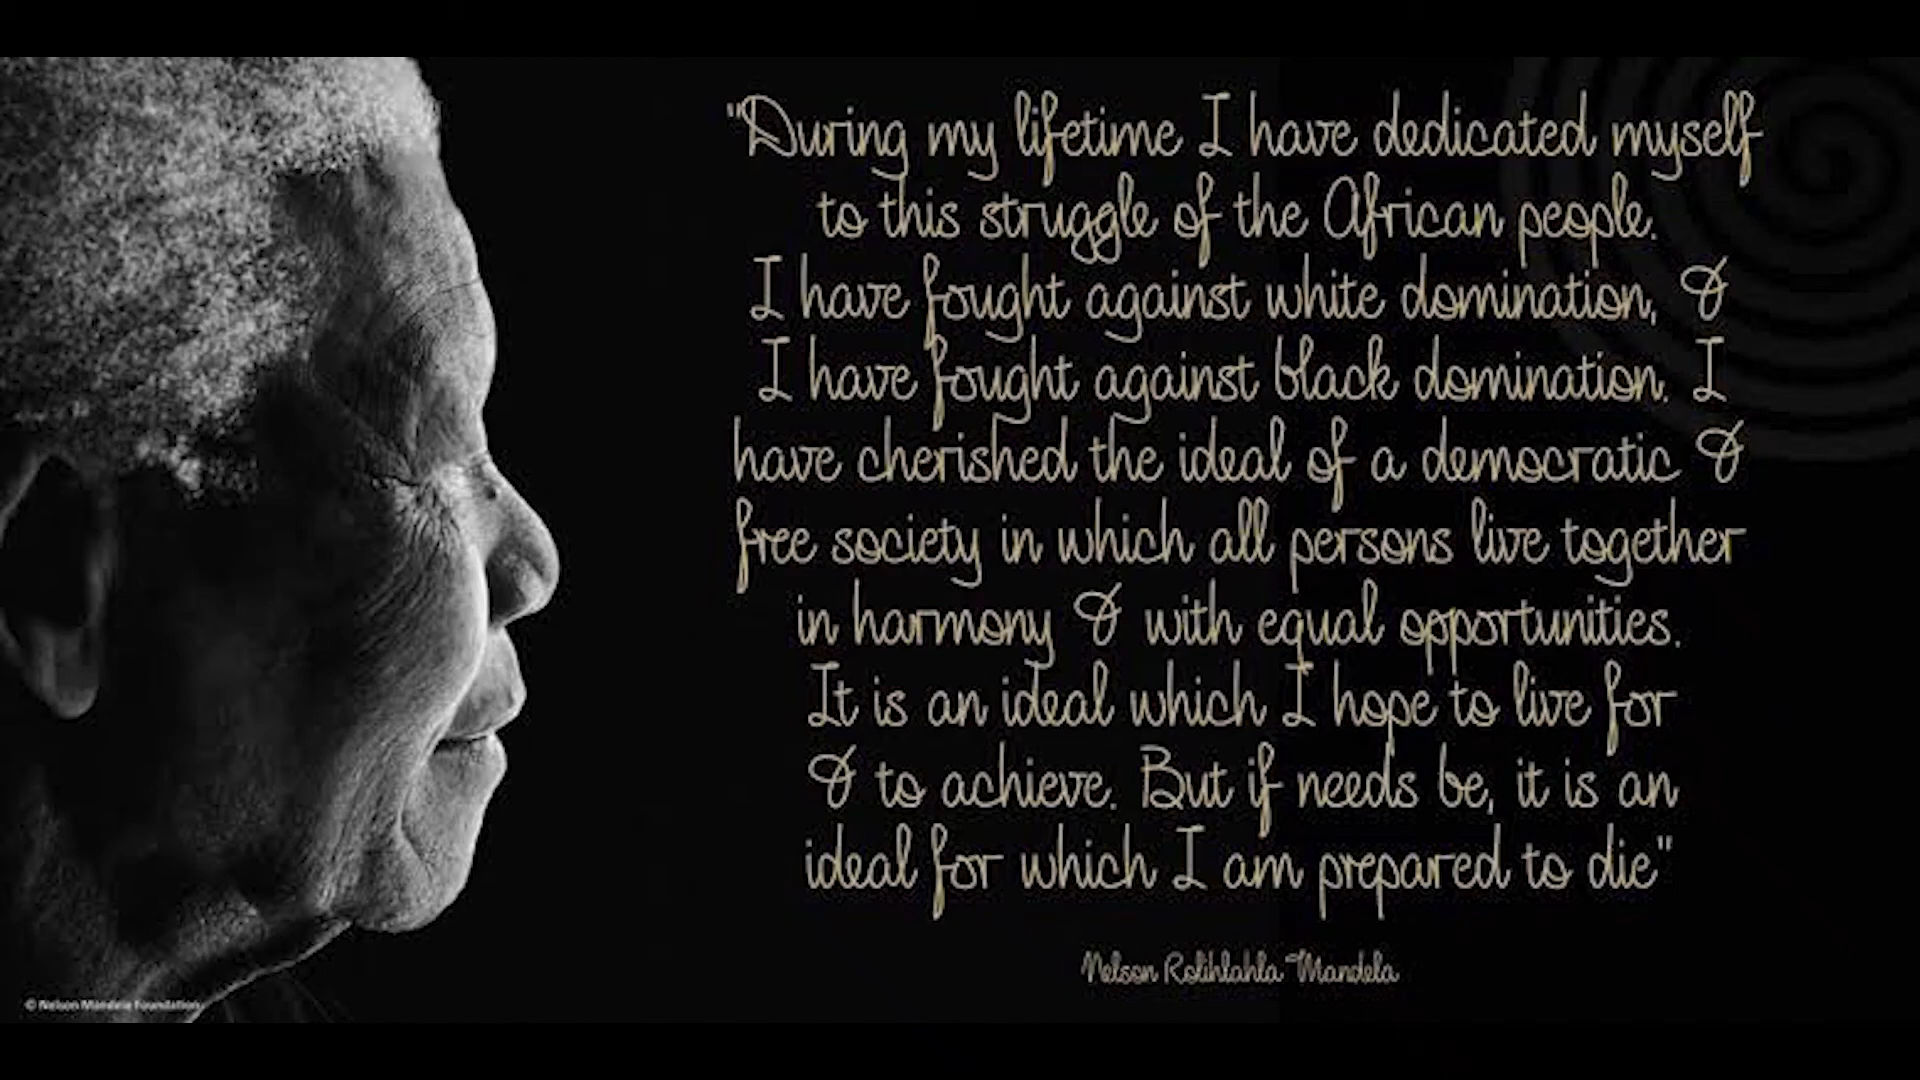 "During my lifetime I have dedicated myself
to this struggle of the African people.
I have fought against white domination, &
I have fought against black domination. I
have cherished the ideal of a democratic &
free society in which all persons live together
in harmony & with equal opportunities.
It is an ideal which I hope to live for
& to achieve. But if needs be, it is an
ideal for which I am prepared to die"
Nelson Rolihlahla Mandela
© Nelson Mandela Foundation